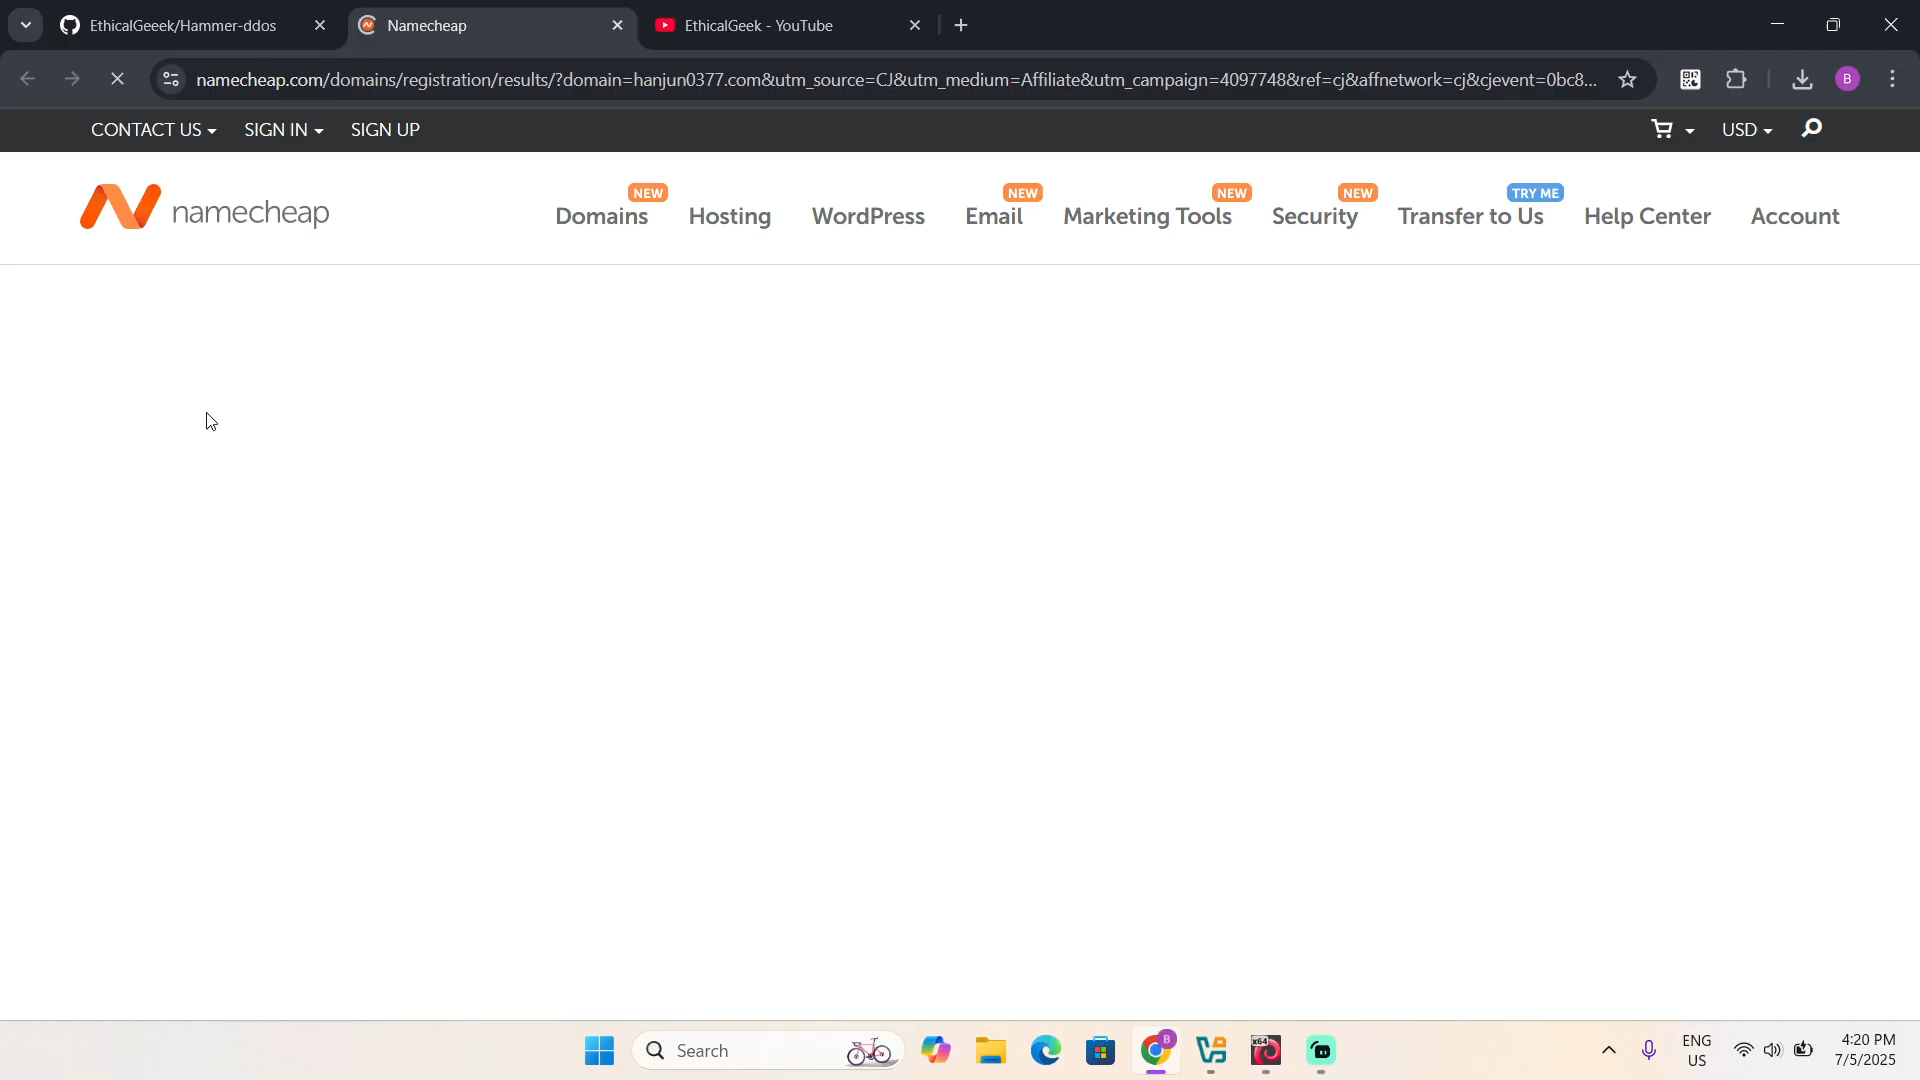 EthicalGeeek/Hammer-ddos
Namecheap
EthicalGeek - YouTube
namecheap.com/domains/registration/results/?domain=hanjun0377.com&utm_source=CJ&utm_medium=Affiliate&utm_campaign=4097748&ref=cj&affnetwork=cj&cjevent=0bc8...
B
CONTACT US
SIGN IN
SIGN UP
USD
namecheap
NEW
Domains
Hosting
WordPress
NEW
Email
NEW
Marketing Tools
NEW
Security
TRY ME
Transfer to Us
Help Center
Account
Search
B
x64
ENG
US
4:20 PM
7/5/2025